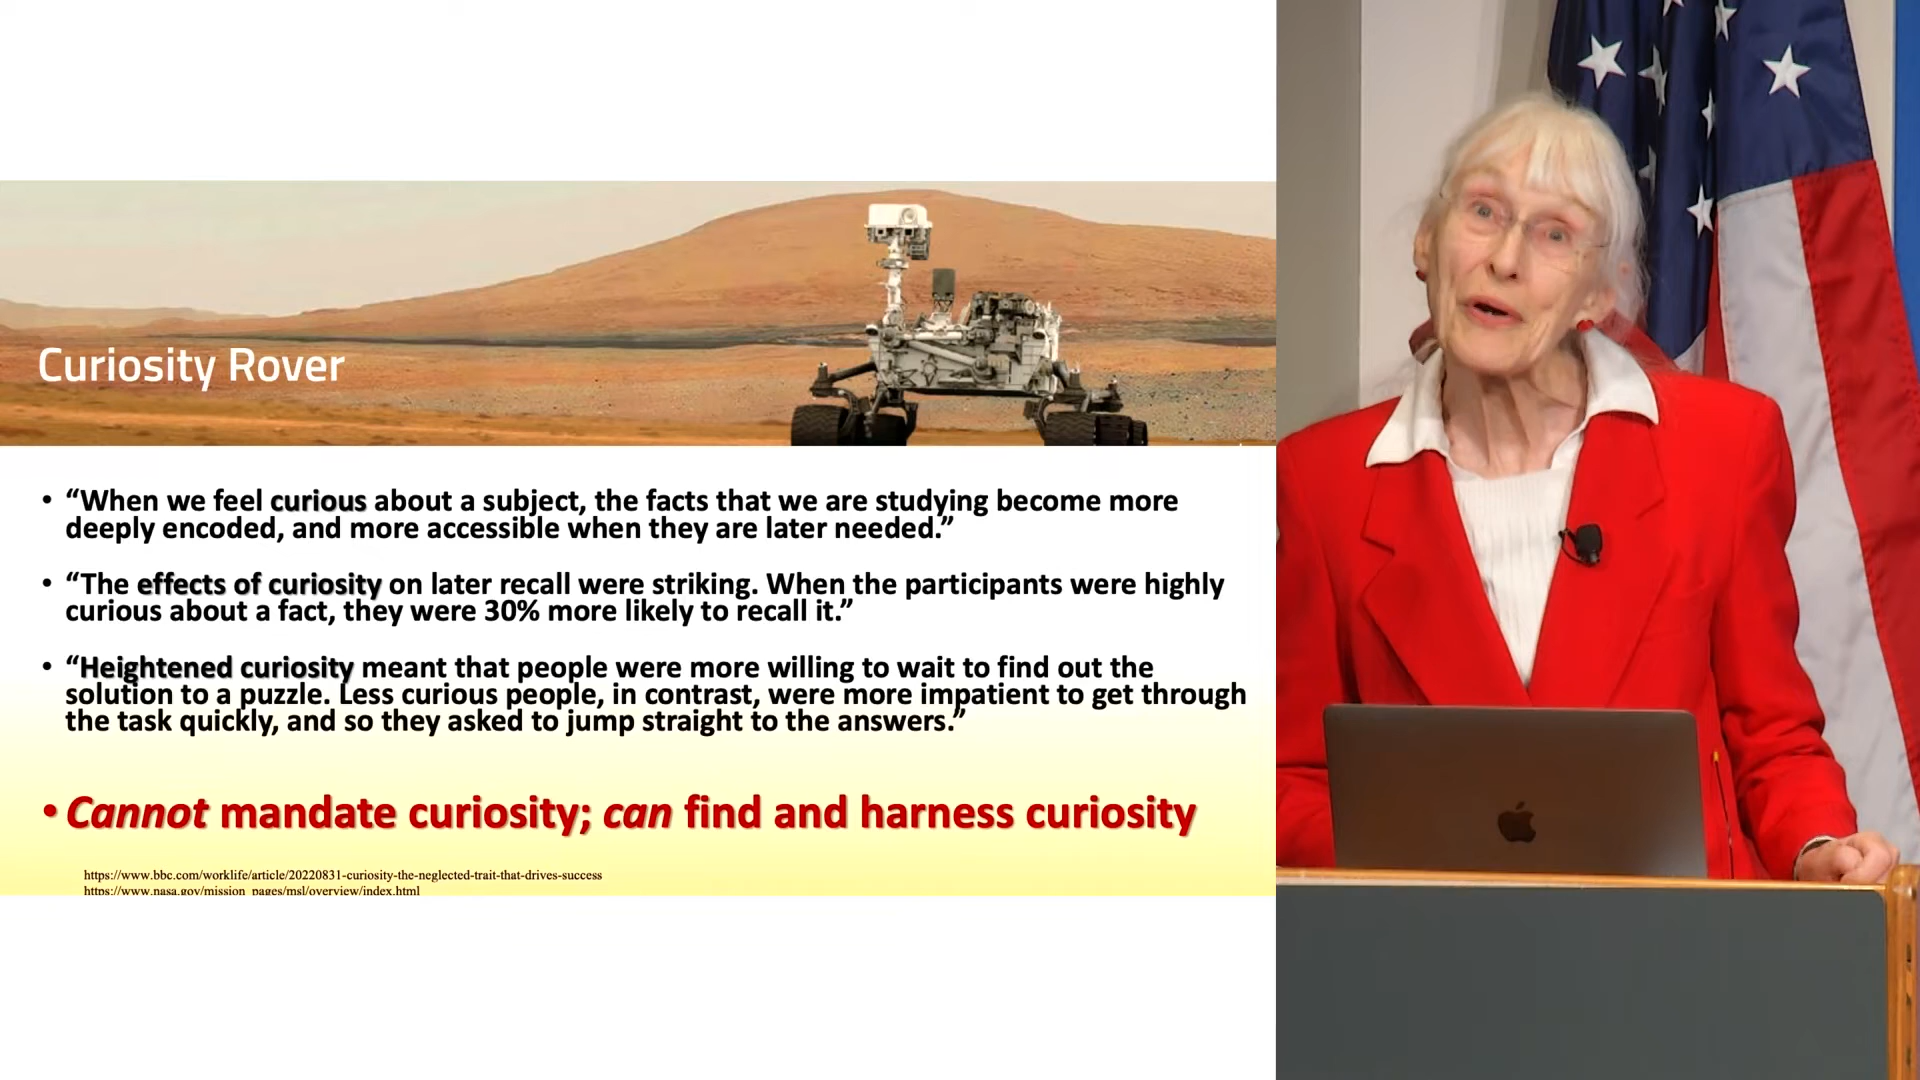 Curiosity Rover
• “When we feel curious about a subject, the facts that we are studying become more
deeply encoded, and more accessible when they are later needed.”
• “The effects of curiosity on later recall were striking. When the participants were highly
curious about a fact, they were 30% more likely to recall it.”
• “Heightened curiosity meant that people were more willing to wait to find out the
solution to a puzzle. Less curious people, in contrast, were more impatient to get through
the task quickly, and so they asked to jump straight to the answers.”
• Cannot mandate curiosity; can find and harness curiosity
https://www.bbc.com/worklife/article/20220831-curiosity-the-neglected-trait-that-drives-success
https://www.nasa.gov/mission_pages/msl/overview/index.html